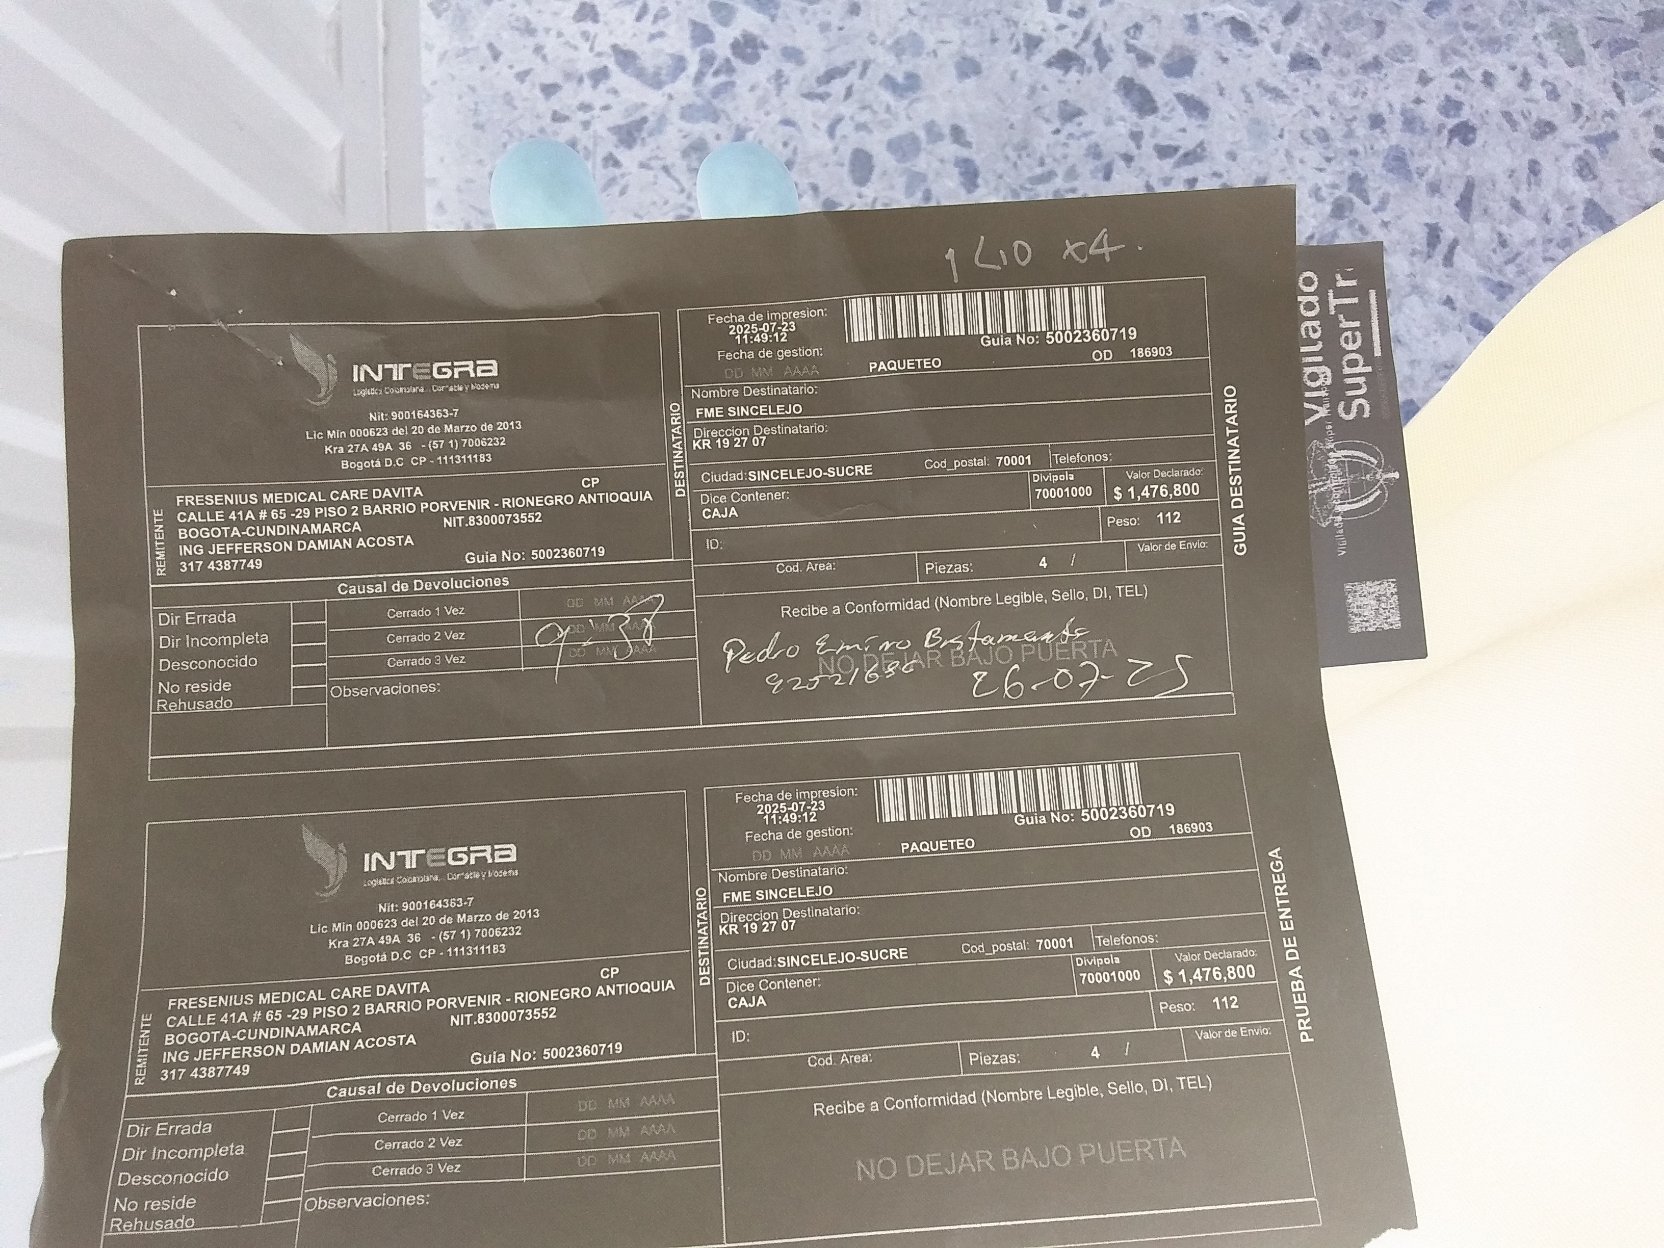 1 LIO x4.
INTEGRA
Nit: 900164363-7
Lic Min 000623 del 20 de Marzo de 2013
Kra 27A 49A 36 - (57 1) 7006232
Bogotá D.C CP - 111311183
REMITENTE
CP
FRESENIUS MEDICAL CARE DAVITA
CALLE 41A # 65 -29 PISO 2 BARRIO PORVENIR - RIONEGRO ANTIOQUIA
BOGOTA-CUNDINAMARCA NIT.8300073552
ING JEFFERSON DAMIAN ACOSTA
317 4387749 Guia No: 5002360719
Causal de Devoluciones
Dir Errada
Dir Incompleta
Desconocido
No reside
Rehusado
Cerrado 1 Vez DD MM AAAA
Cerrado 2 Vez DD MM AAAA
Cerrado 3 Vez DD MM AAAA
9:38
Observaciones:
DESTINATARIO
Fecha de impresion:
2025-07-23
11:49:12
Fecha de gestion:
DD MM AAAA
Guia No: 5002360719
PAQUETEO OD 186903
Nombre Destinatario:
FME SINCELEJO
Direccion Destinatario:
KR 19 27 07
Ciudad:SINCELEJO-SUCRE Cod_postal: 70001 Telefonos:
Dice Contener:
CAJA
Divipola
70001000
Valor Declarado:
$ 1,476,800
Peso: 112
ID:
Cod. Area: Piezas: 4 / Valor de Envio:
Recibe a Conformidad (Nombre Legible, Sello, DI, TEL)
Pedro Emiro Bustamante
NO DEJAR BAJO PUERTA
92521636 26-07-25
GUIA DESTINATARIO
Vigilado
SuperTr
INTEGRA
Nit: 900164363-7
Lic Min 000623 del 20 de Marzo de 2013
Kra 27A 49A 36 - (57 1) 7006232
Bogotá D.C CP - 111311183
REMITENTE
CP
FRESENIUS MEDICAL CARE DAVITA
CALLE 41A # 65 -29 PISO 2 BARRIO PORVENIR - RIONEGRO ANTIOQUIA
BOGOTA-CUNDINAMARCA NIT.8300073552
ING JEFFERSON DAMIAN ACOSTA
317 4387749 Guia No: 5002360719
Causal de Devoluciones
Dir Errada
Dir Incompleta
Desconocido
No reside
Rehusado
Cerrado 1 Vez DD MM AAAA
Cerrado 2 Vez DD MM AAAA
Cerrado 3 Vez DD MM AAAA
Observaciones:
DESTINATARIO
Fecha de impresion:
2025-07-23
11:49:12
Fecha de gestion:
DD MM AAAA
Guia No: 5002360719
PAQUETEO OD 186903
Nombre Destinatario:
FME SINCELEJO
Direccion Destinatario:
KR 19 27 07
Ciudad:SINCELEJO-SUCRE Cod_postal: 70001 Telefonos:
Dice Contener:
CAJA
Divipola
70001000
Valor Declarado:
$ 1,476,800
Peso: 112
ID:
Cod. Area: Piezas: 4 / Valor de Envio:
Recibe a Conformidad (Nombre Legible, Sello, DI, TEL)
NO DEJAR BAJO PUERTA
PRUEBA DE ENTREGA